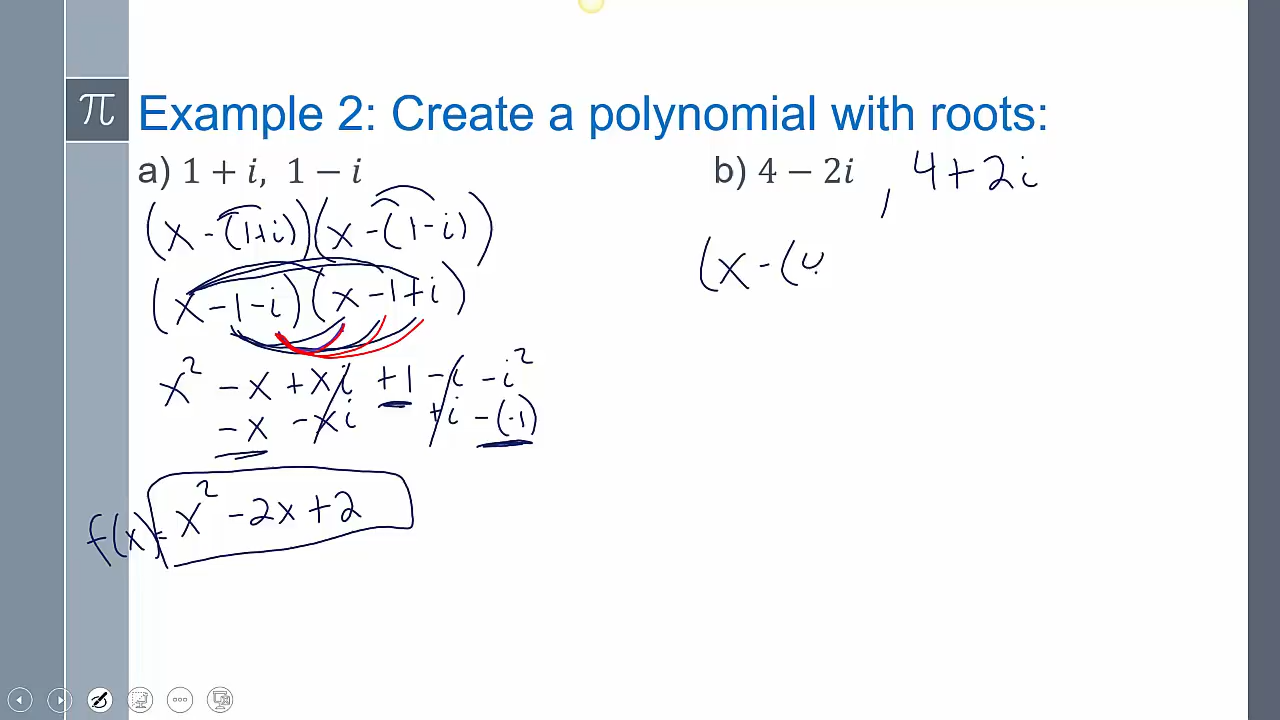 π
Example 2: Create a polynomial with roots:
a) 1 + i, 1 − i
(x - (1+i))(x - (1 - i))
(x - 1 - i)(x - 1 + i)
x² - x + xi + 1 - i - i²
- x - xi + i - (-1)
f(x) = x² - 2x + 2
b) 4 − 2i , 4 + 2i
(x - (4